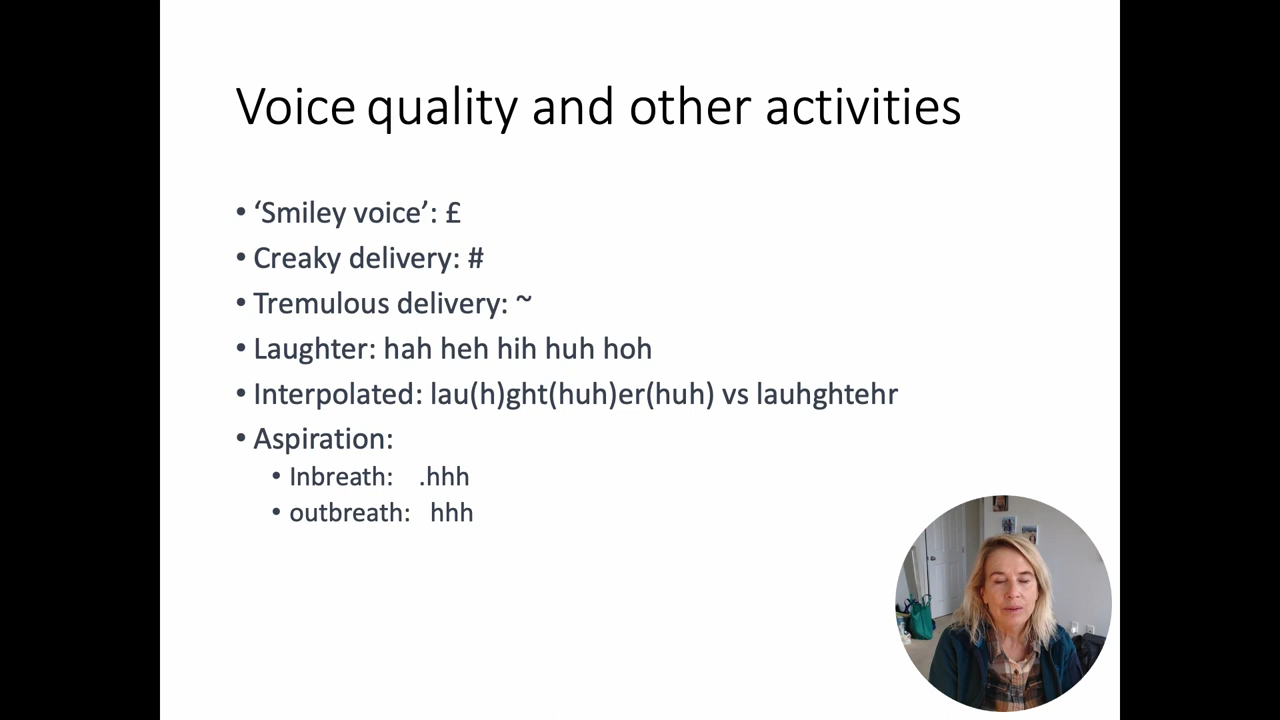 Voice quality and other activities
• ‘Smiley voice’: £
• Creaky delivery: #
• Tremulous delivery: ~
• Laughter: hah heh hih huh hoh
• Interpolated: lau(h)ght(huh)er(huh) vs lauhghtehr
• Aspiration:
• Inbreath: .hhh
• outbreath: hhh